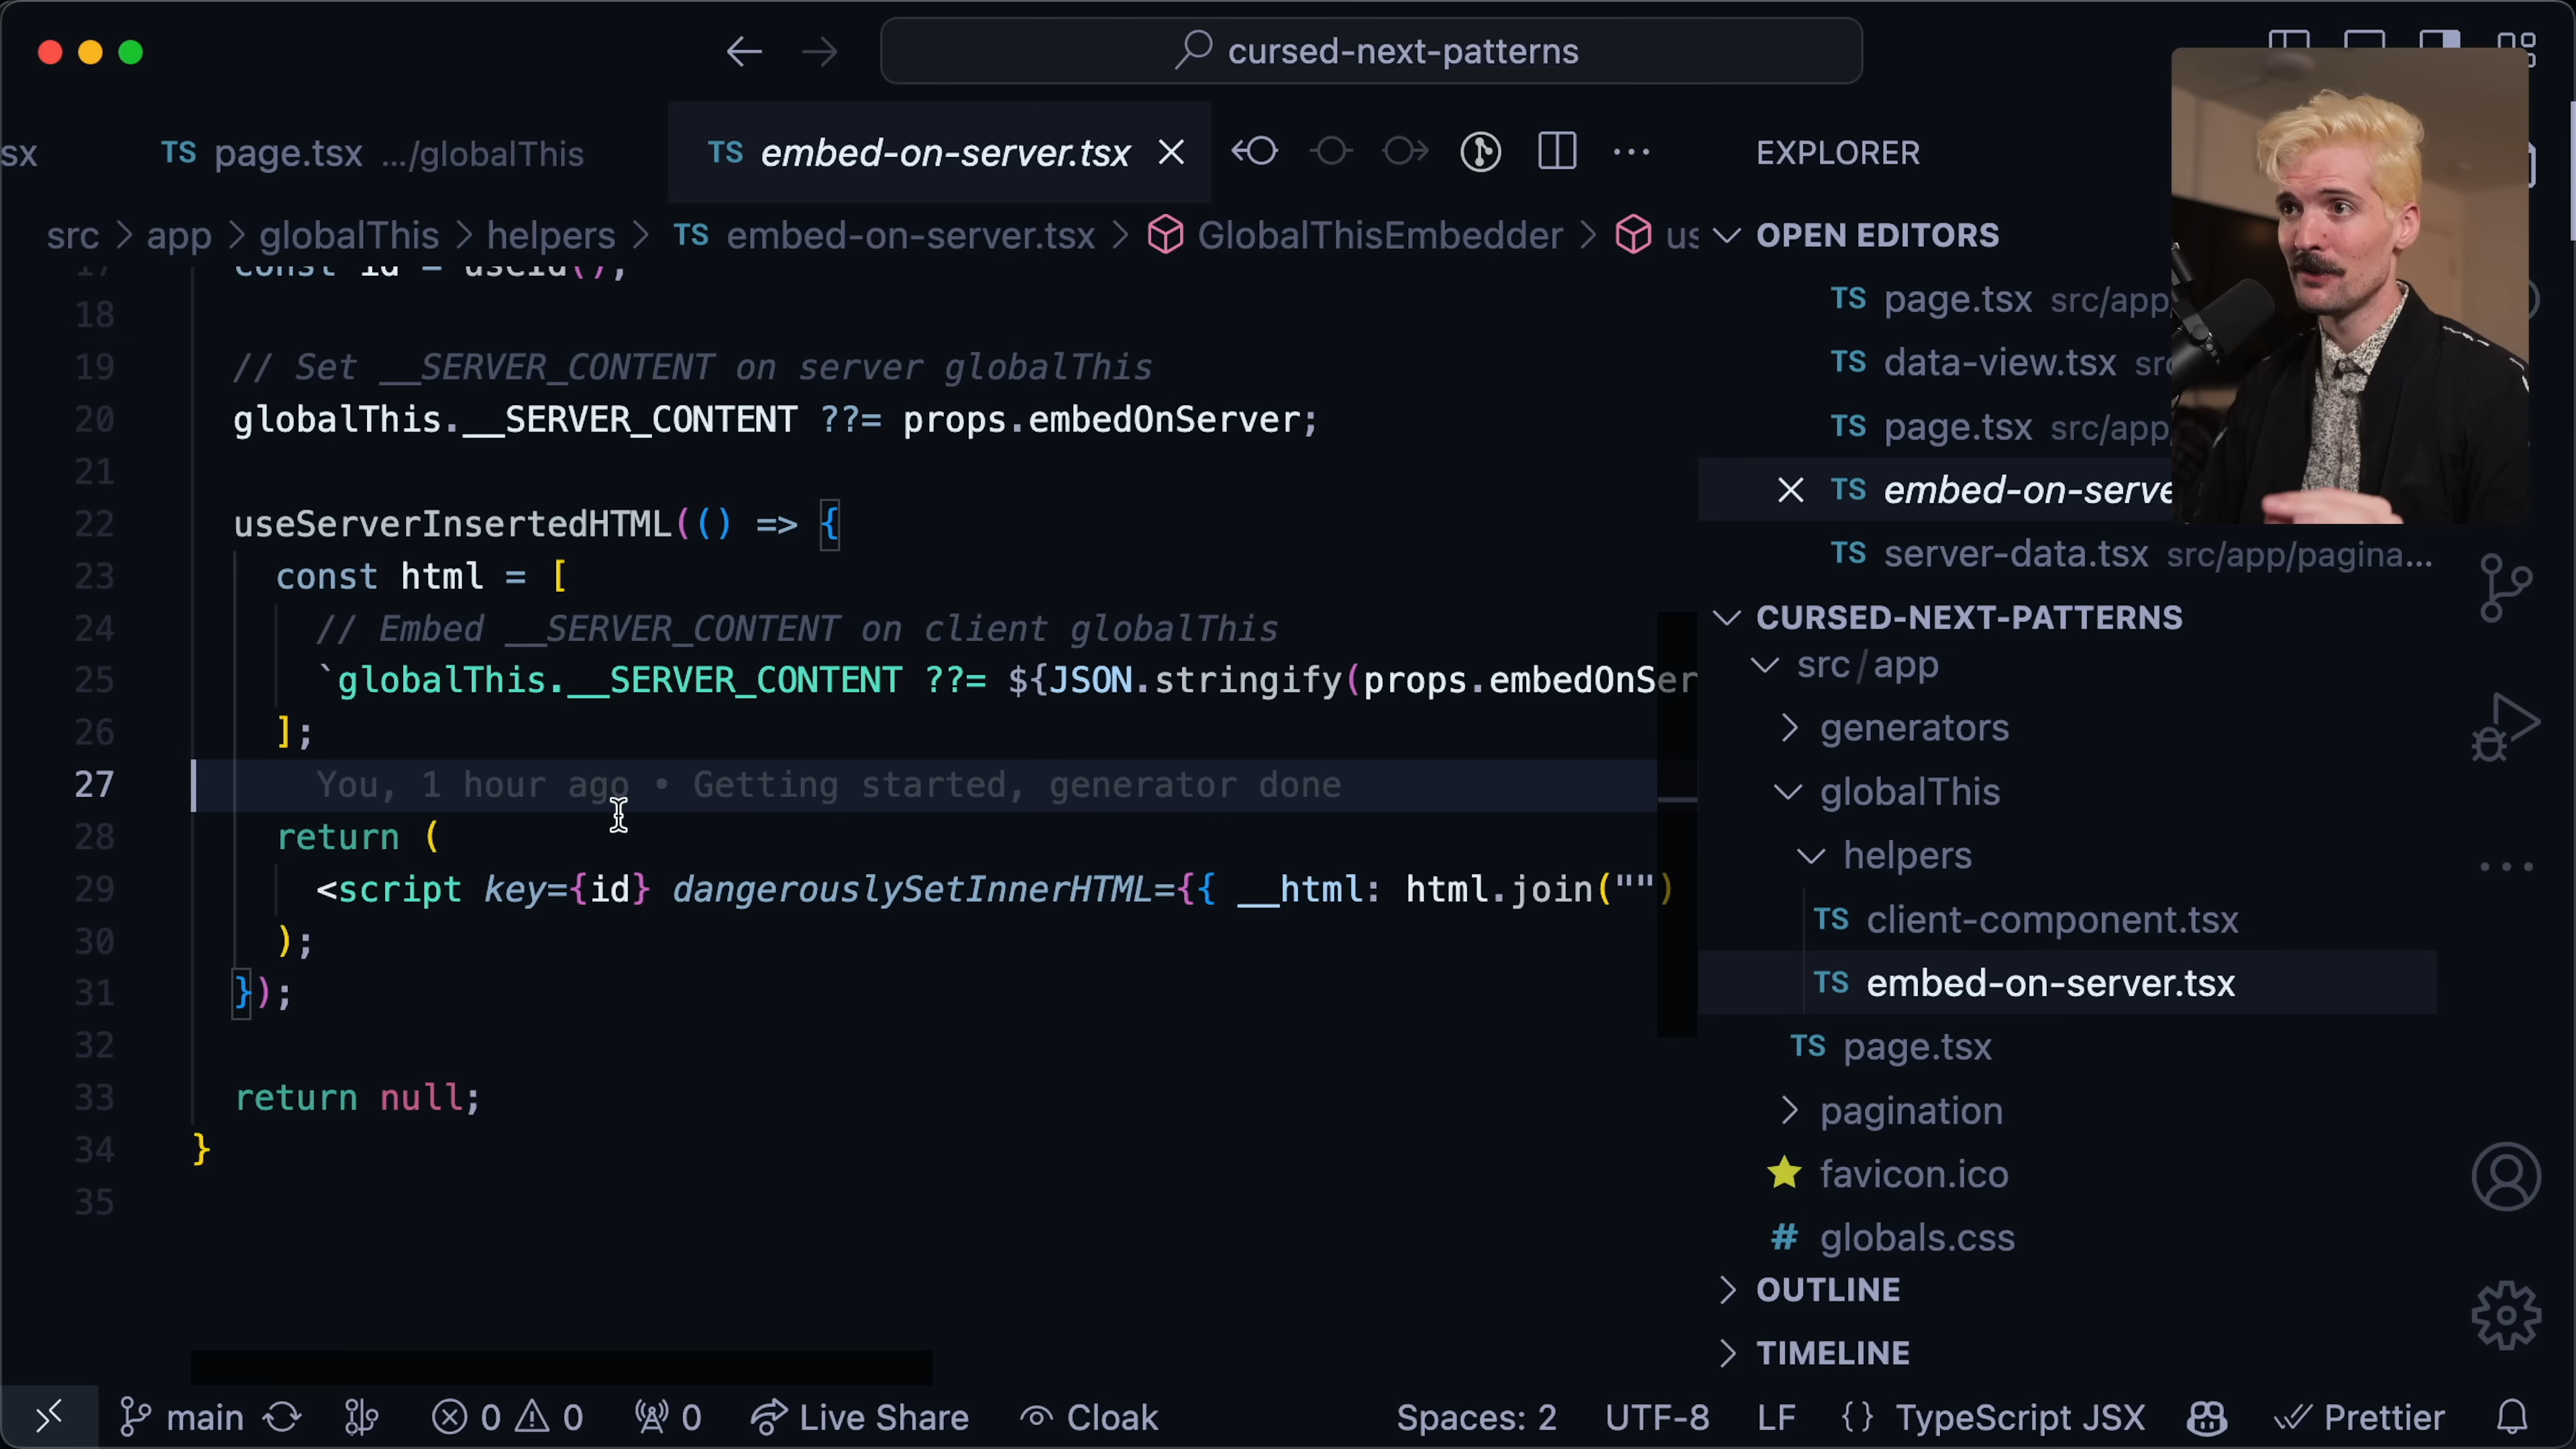 cursed-next-patterns
sx
TS page.tsx .../globalThis
TS embed-on-server.tsx
EXPLORER
src > app > globalThis > helpers > TS embed-on-server.tsx > GlobalThisEmbedder > us
17 const id = useId();
18
19 // Set __SERVER_CONTENT on server globalThis
20 globalThis.__SERVER_CONTENT ??= props.embedOnServer;
21
22 useServerInsertedHTML(() => {
23 const html = [
24 // Embed __SERVER_CONTENT on client globalThis
25 `globalThis.__SERVER_CONTENT ??= ${JSON.stringify(props.embedOnSer
26 ];
27 You, 1 hour ago • Getting started, generator done
28 return (
29 <script key={id} dangerouslySetInnerHTML={{ __html: html.join("")
30 );
31 });
32
33 return null;
34 }
35
OPEN EDITORS
TS page.tsx src/app
TS data-view.tsx src
TS page.tsx src/app
TS embed-on-serve
TS server-data.tsx src/app/pagina...
CURSED-NEXT-PATTERNS
src/app
generators
globalThis
helpers
TS client-component.tsx
TS embed-on-server.tsx
TS page.tsx
pagination
favicon.ico
# globals.css
OUTLINE
TIMELINE
main 0 0 0 Live Share Cloak Spaces: 2 UTF-8 LF {} TypeScript JSX Prettier